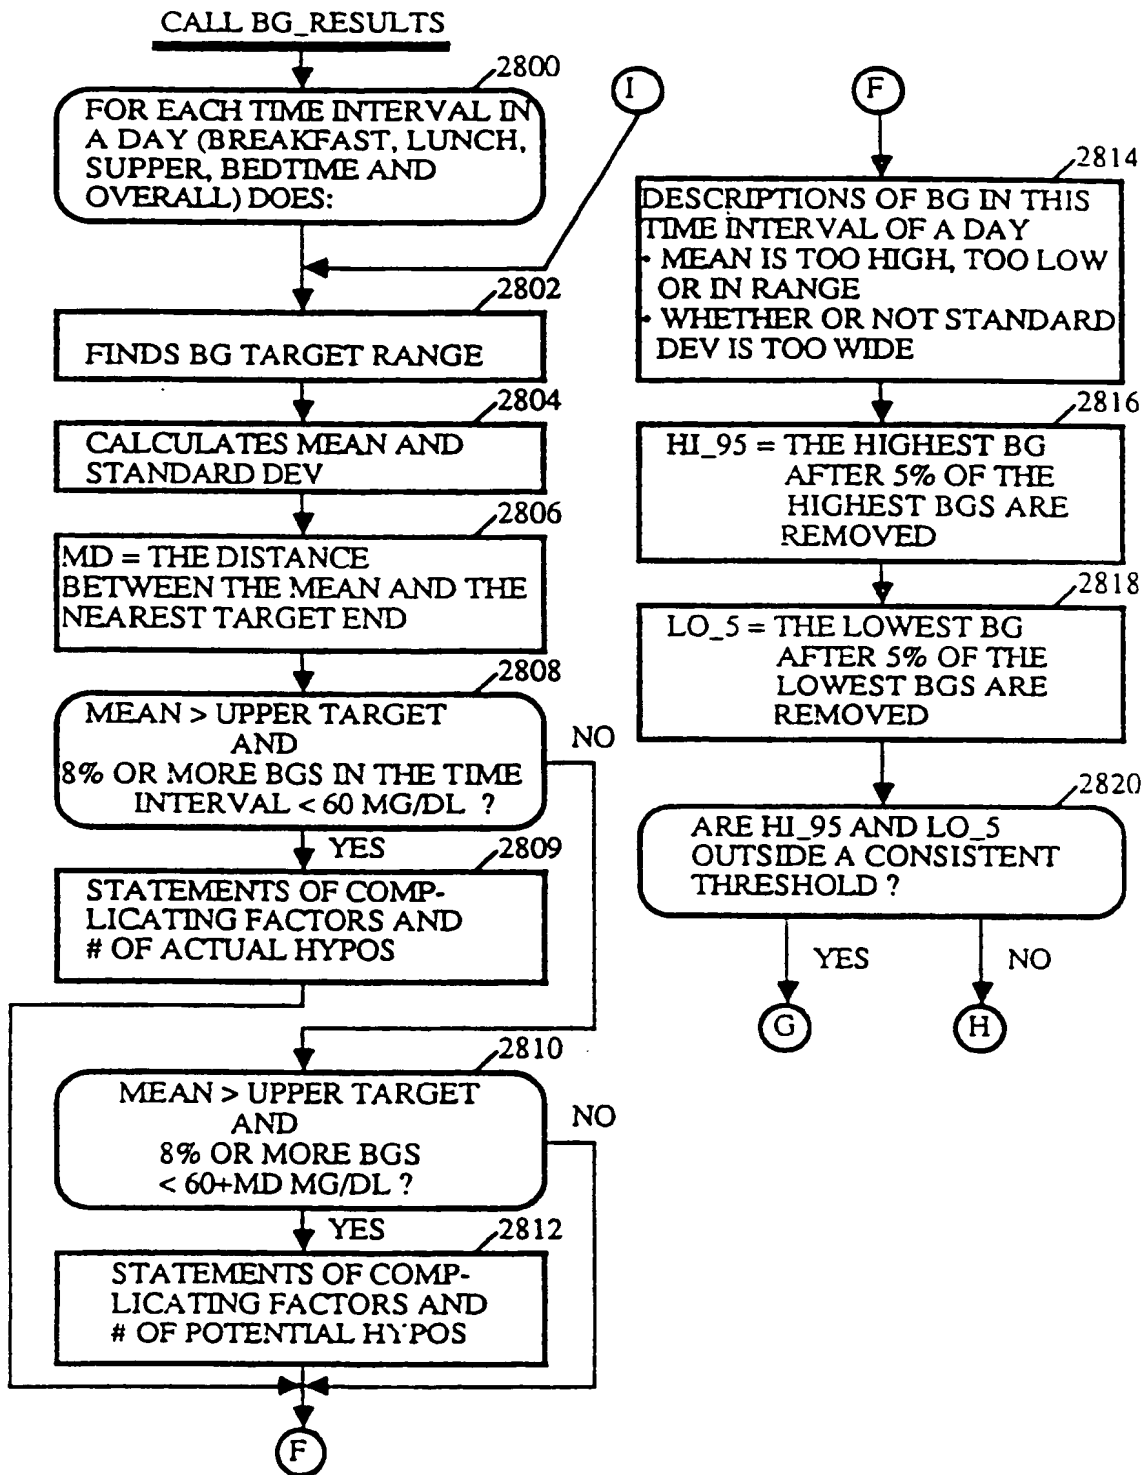 CALL BG_RESULTS
2800
FOR EACH TIME INTERVAL IN
A DAY (BREAKFAST, LUNCH,
SUPPER, BEDTIME AND
OVERALL) DOES:
I
2802
FINDS BG TARGET RANGE
2804
CALCULATES MEAN AND
STANDARD DEV
2806
MD = THE DISTANCE
BETWEEN THE MEAN AND THE
NEAREST TARGET END
2808
MEAN > UPPER TARGET
AND
8% OR MORE BGS IN THE TIME
INTERVAL < 60 MG/DL ?
NO
YES
2809
STATEMENTS OF COMP-
LICATING FACTORS AND
# OF ACTUAL HYPOS
2810
MEAN > UPPER TARGET
AND
8% OR MORE BGS
< 60+MD MG/DL ?
NO
YES
2812
STATEMENTS OF COMP-
LICATING FACTORS AND
# OF POTENTIAL HYPOS
F
F
2814
DESCRIPTIONS OF BG IN THIS
TIME INTERVAL OF A DAY
· MEAN IS TOO HIGH, TOO LOW
OR IN RANGE
· WHETHER OR NOT STANDARD
DEV IS TOO WIDE
2816
HI_95 = THE HIGHEST BG
AFTER 5% OF THE
HIGHEST BGS ARE
REMOVED
2818
LO_5 = THE LOWEST BG
AFTER 5% OF THE
LOWEST BGS ARE
REMOVED
2820
ARE HI_95 AND LO_5
OUTSIDE A CONSISTENT
THRESHOLD ?
YES
NO
G
H